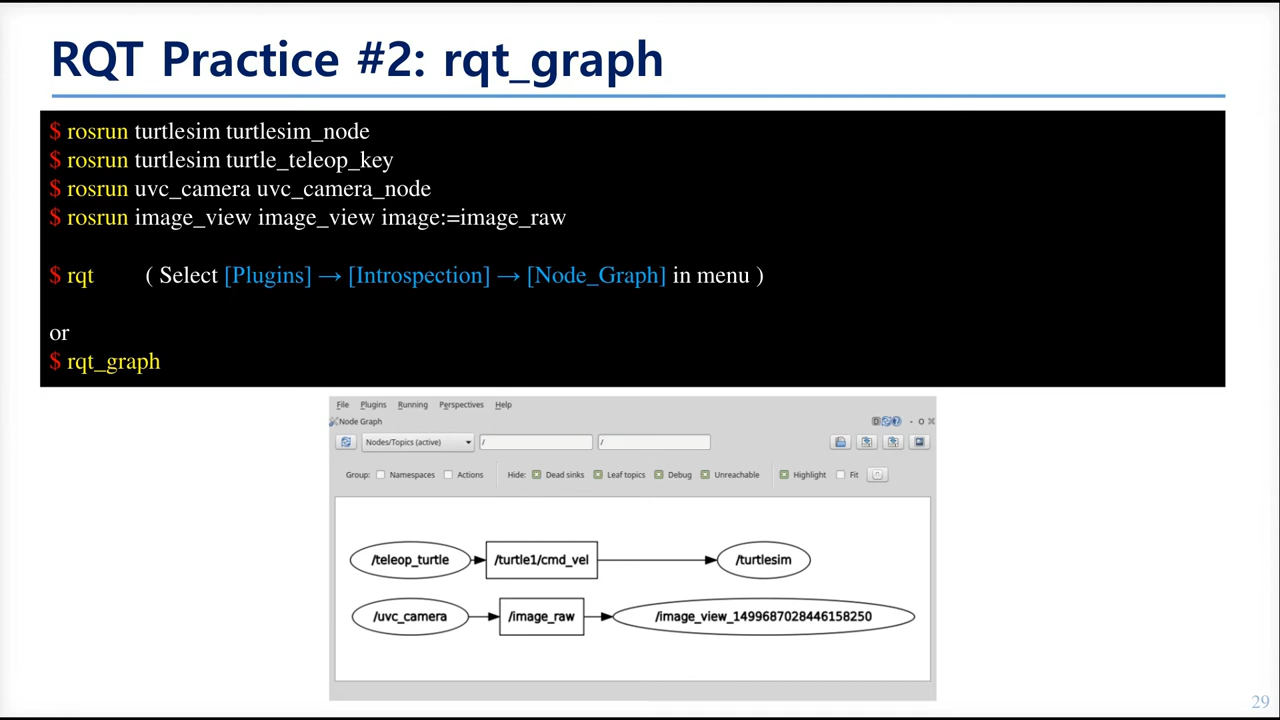 RQT Practice #2: rqt_graph
$ rosrun turtlesim turtlesim_node
$ rosrun turtlesim turtle_teleop_key
$ rosrun uvc_camera uvc_camera_node
$ rosrun image_view image_view image:=image_raw
$ rqt ( Select [Plugins] → [Introspection] → [Node_Graph] in menu )
or
$ rqt_graph
File Plugins Running Perspectives Help
Node Graph D - O
Nodes/Topics (active) / /
Group: Namespaces Actions Hide: Dead sinks Leaf topics Debug Unreachable Highlight Fit
/teleop_turtle /turtle1/cmd_vel /turtlesim
/uvc_camera /image_raw /image_view_1499687028446158250
29